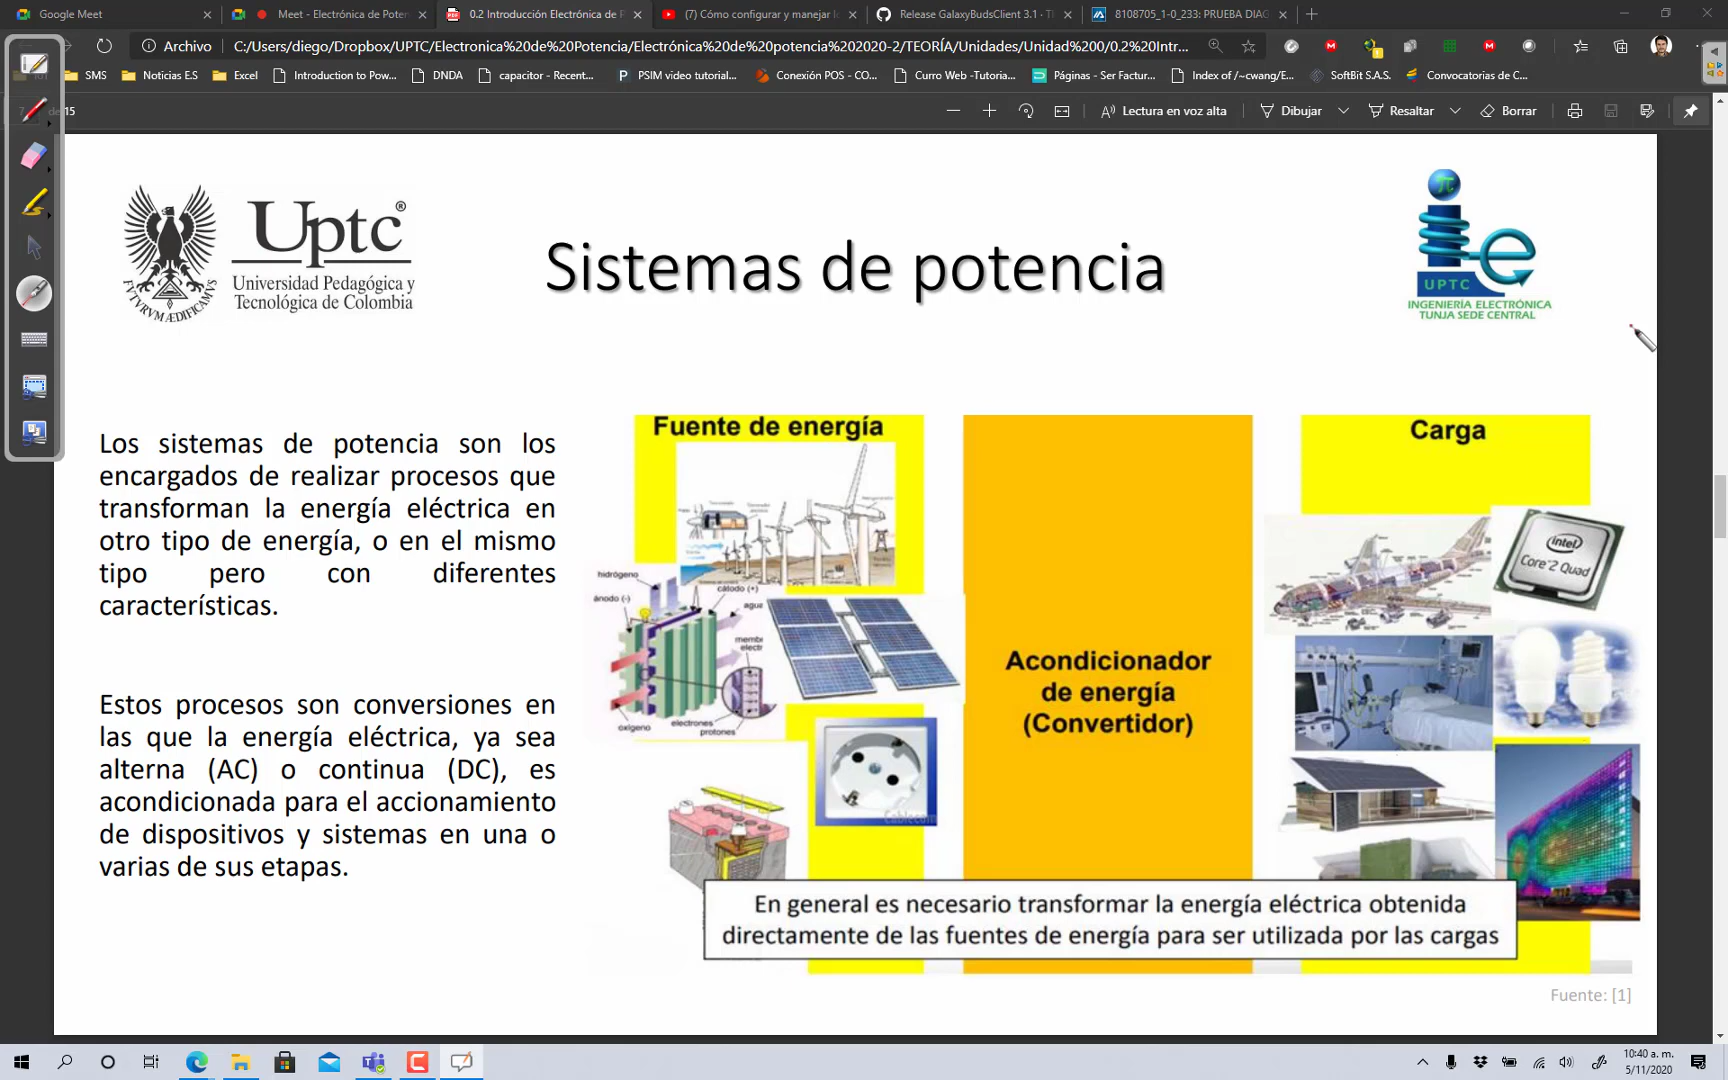 Google Meet
Meet - Electrónica de Poten
0.2 Introducción Electrónica de P
(7) Cómo configurar y manejar l
Release GalaxyBudsClient 3.1 · Tl
8108705_1-0_233: PRUEBA DIAG
Archivo
C:/Users/diego/Dropbox/UPTC/Electronica%20de%20Potencia/Electrónica%20de%20potencia%202020-2/TEORÍA/Unidades/Unidad%200/0.2%20Intr...
SMS
Noticias E.S
Excel
Introduction to Pow...
DNDA
capacitor - Recent...
PSIM video tutorial...
Conexión POS - CO...
Curro Web -Tutoria...
Páginas - Ser Factur...
Index of /~cwang/E...
SoftBit S.A.S.
Convocatorias de C...
7
de 15
Lectura en voz alta
Dibujar
Resaltar
Borrar
Uptc®
Universidad Pedagógica y
Tecnológica de Colombia
FVTVRVM ÆDIFICAMVS
Sistemas de potencia
π
UPTC
INGENIERÍA ELECTRÓNICA
TUNJA SEDE CENTRAL
Los sistemas de potencia son los
encargados de realizar procesos que
transforman la energía eléctrica en
otro tipo de energía, o en el mismo
tipo pero con diferentes
características.
Estos procesos son conversiones en
las que la energía eléctrica, ya sea
alterna (AC) o continua (DC), es
acondicionada para el accionamiento
de dispositivos y sistemas en una o
varias de sus etapas.
Fuente de energía
hidrógeno
ánodo (-)
cátodo (+)
agua
membr
electr
electrones
protones
oxígeno
Acondicionador
de energía
(Convertidor)
Carga
intel
Core 2 Quad
En general es necesario transformar la energía eléctrica obtenida
directamente de las fuentes de energía para ser utilizada por las cargas
Fuente: [1]
10:40 a. m.
5/11/2020